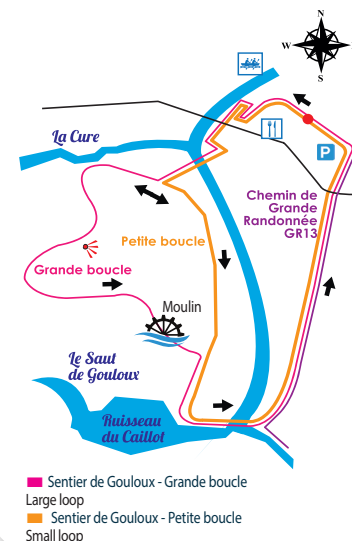 N
W
E
S
La Cure
P
Chemin de
Grande
Randonnée
GR13
Petite boucle
Grande boucle
Moulin
Le Saut
de Gouloux
Ruisseau
du Caillot
Sentier de Gouloux - Grande boucle
Large loop
Sentier de Gouloux - Petite boucle
Small loop